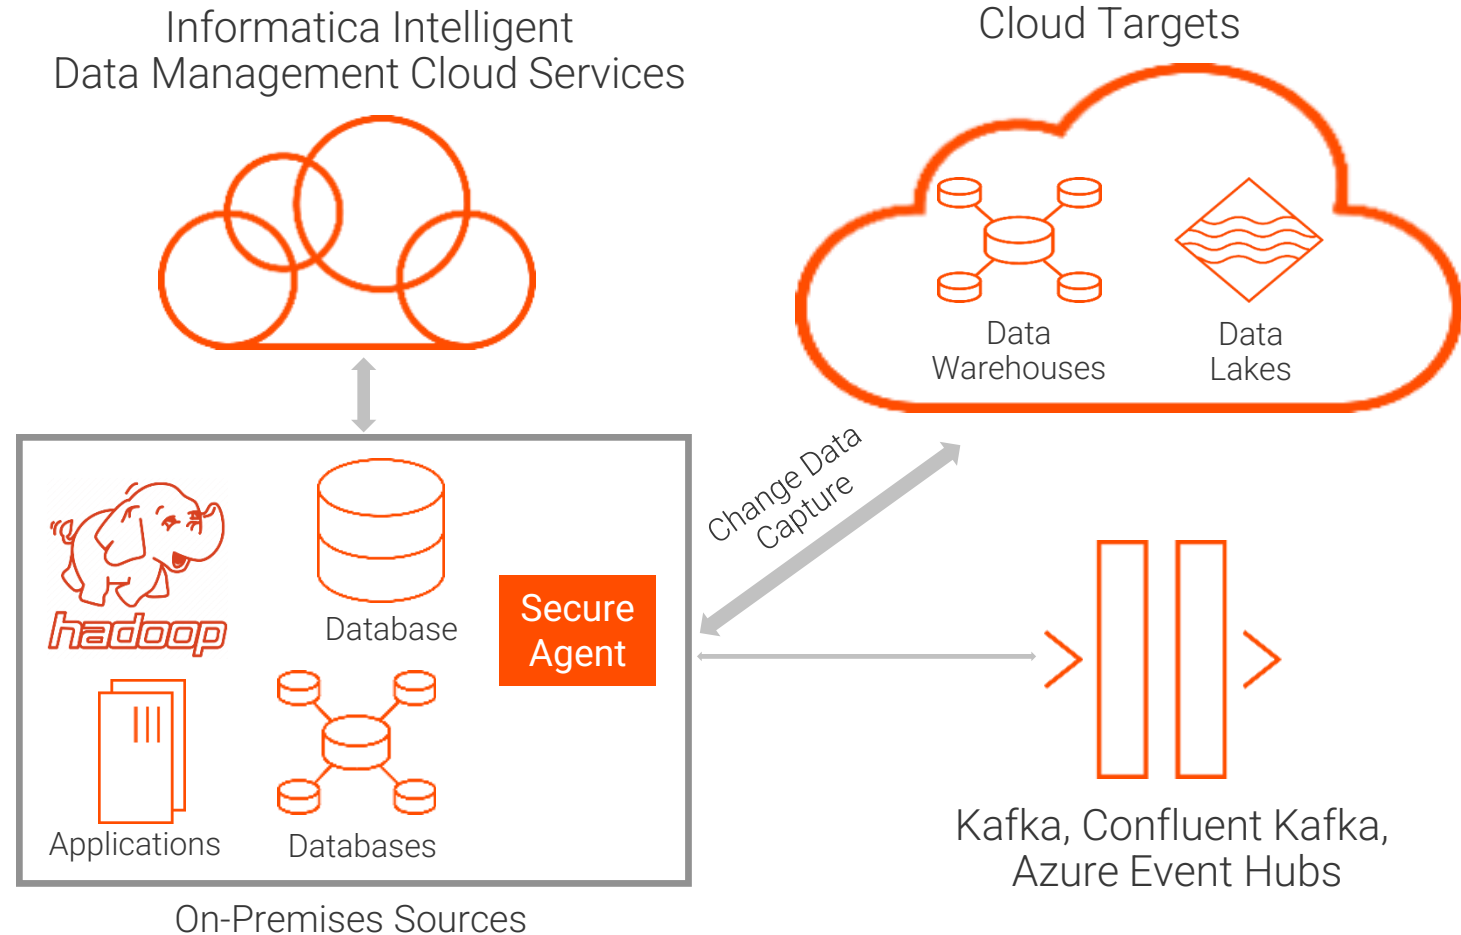 Informatica Intelligent
Data Management Cloud Services
Cloud Targets
Data
Warehouses
Data
Lakes
Change Data
Capture
hadoop
Database
Secure
Agent
Applications
Databases
On-Premises Sources
Kafka, Confluent Kafka,
Azure Event Hubs